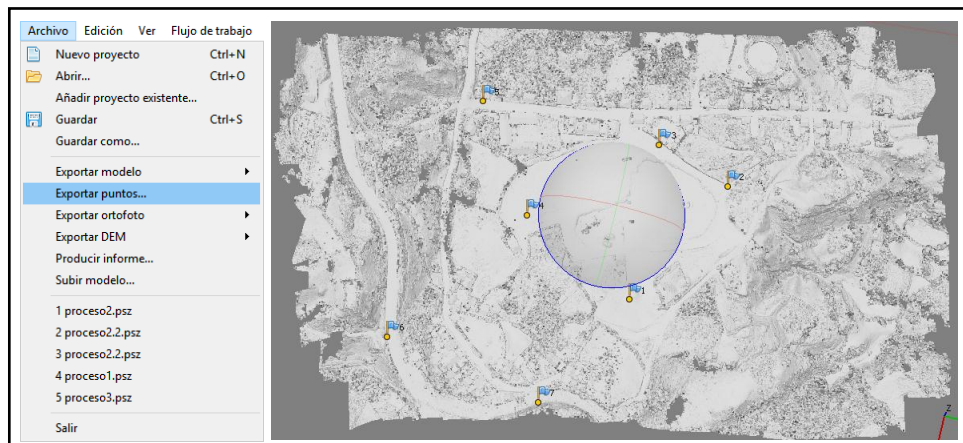 Archivo Edición Ver Flujo de trabajo
Nuevo proyecto Ctrl+N
Abrir... Ctrl+O
Añadir proyecto existente...
Guardar Ctrl+S
Guardar como...
Exportar modelo
Exportar puntos...
Exportar ortofoto
Exportar DEM
Producir informe...
Subir modelo...
1 proceso2.psz
2 proceso2.2.psz
3 proceso2.2.psz
4 proceso1.psz
5 proceso3.psz
Salir
5
3
2
4
1
6
7
Z